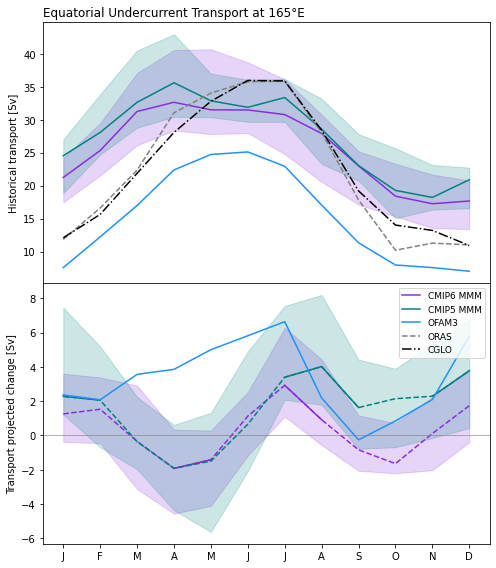 Equatorial Undercurrent Transport at 165°E
Historical transport [Sv]
40
35
30
25
20
15
10
Transport projected change [Sv]
8
6
4
2
0
−2
−4
−6
CMIP6 MMM
CMIP5 MMM
OFAM3
ORAS
CGLO
J F M A M J J A S O N D